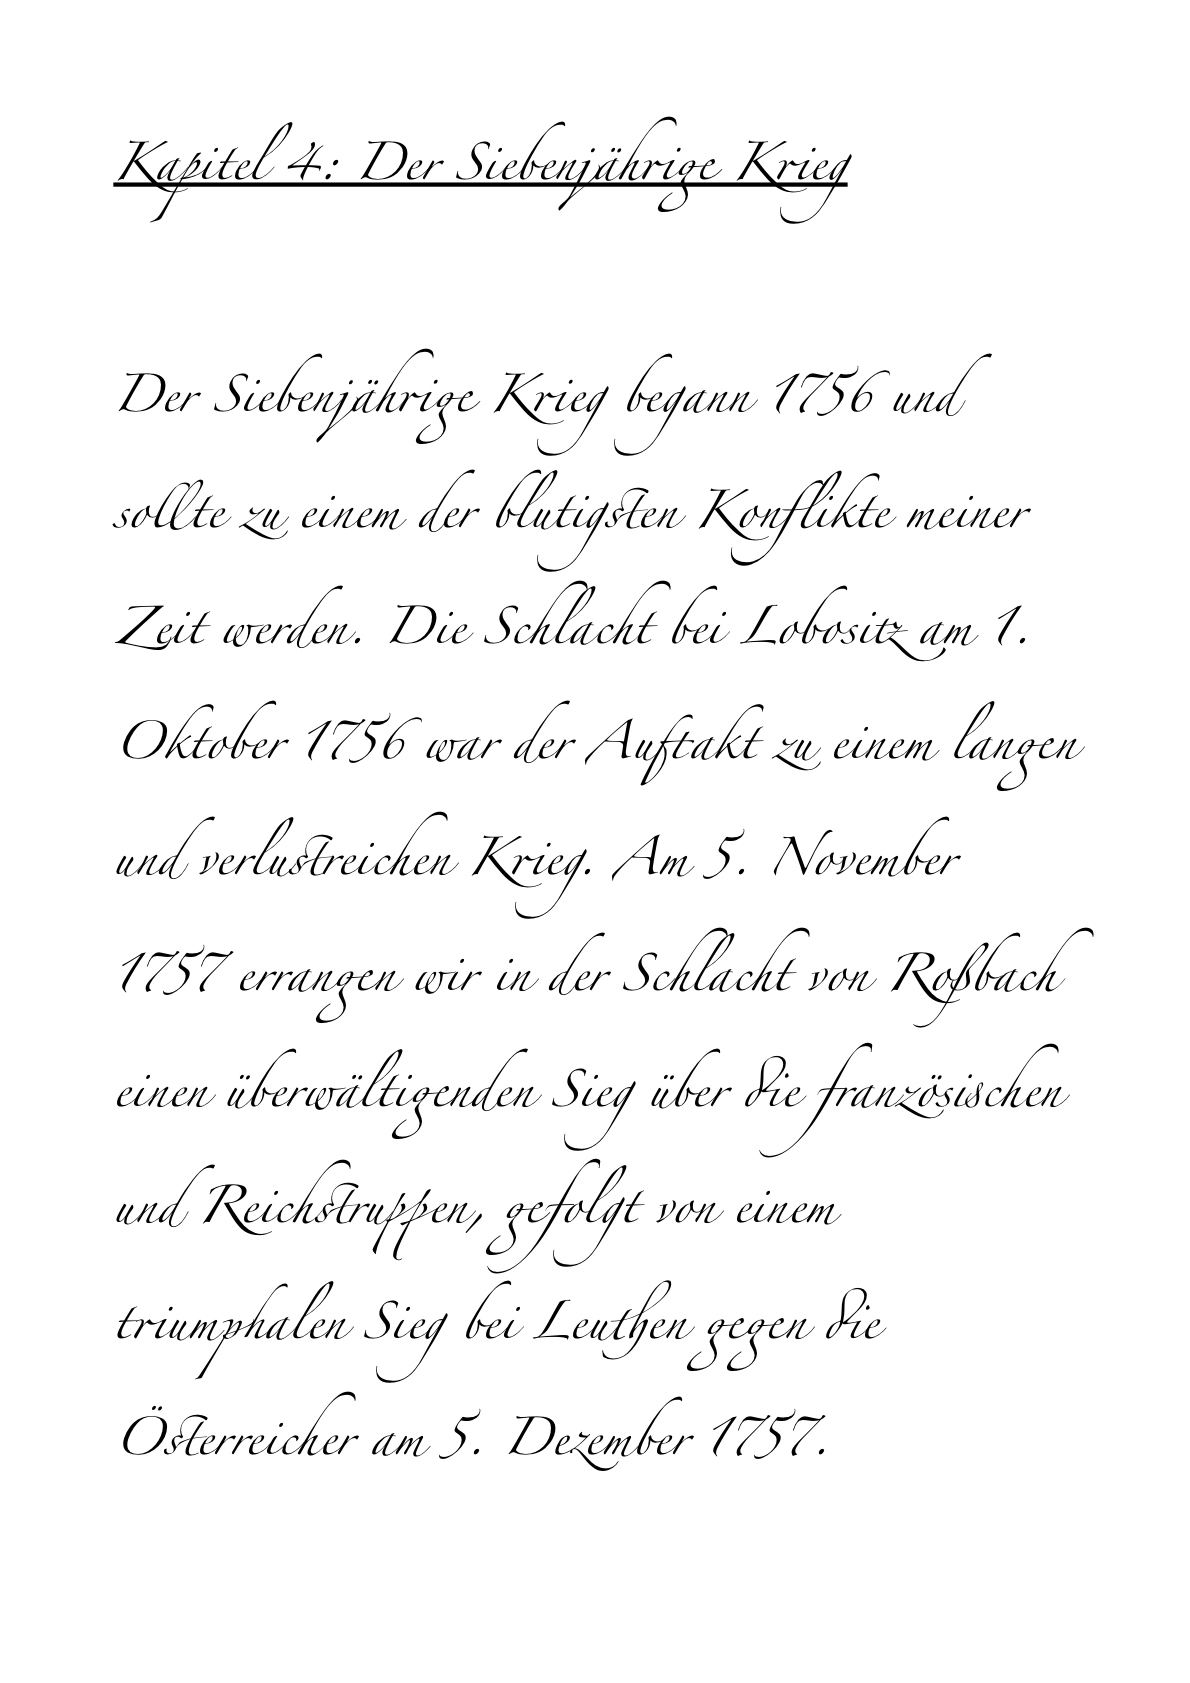 Kapitel 4: Der Siebenjährige Krieg
Der Siebenjährige Krieg begann 1756 und
sollte zu einem der blutigsten Konflikte meiner
Zeit werden. Die Schlacht bei Lobositz am 1.
Oktober 1756 war der Auftakt zu einem langen
und verlustreichen Krieg. Am 5. November
1757 errangen wir in der Schlacht von Roßbach
einen überwältigenden Sieg über die französischen
und Reichstruppen, gefolgt von einem
triumphalen Sieg bei Leuthen gegen die
Österreicher am 5. Dezember 1757.